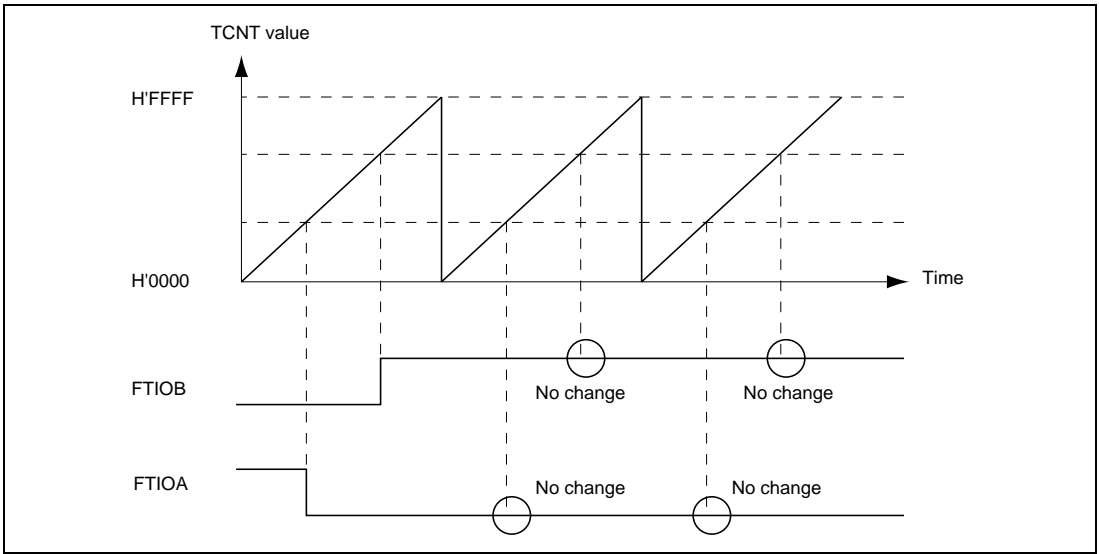 TCNT value
H'FFFF
H'0000
Time
FTIOB
No change
No change
FTIOA
No change
No change